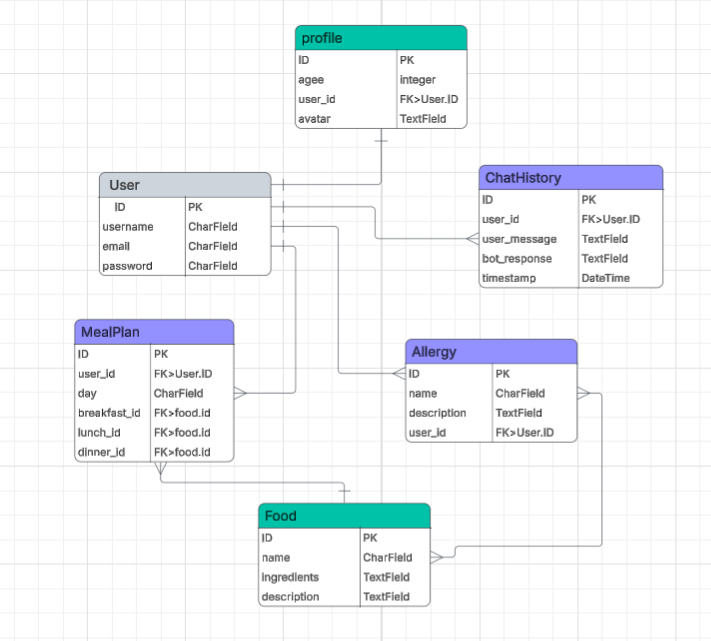 profile
ID PK
agee integer
user_id FK>User.ID
avatar TextField
User
ID PK
username CharField
email CharField
password CharField
ChatHistory
ID PK
user_id FK>User.ID
user_message TextField
bot_response TextField
timestamp DateTime
MealPlan
ID PK
user_id FK>User.ID
day CharField
breakfast_id FK>food.id
lunch_id FK>food.id
dinner_id FK>food.id
Allergy
ID PK
name CharField
description TextField
user_id FK>User.ID
Food
ID PK
name CharField
ingredients TextField
description TextField